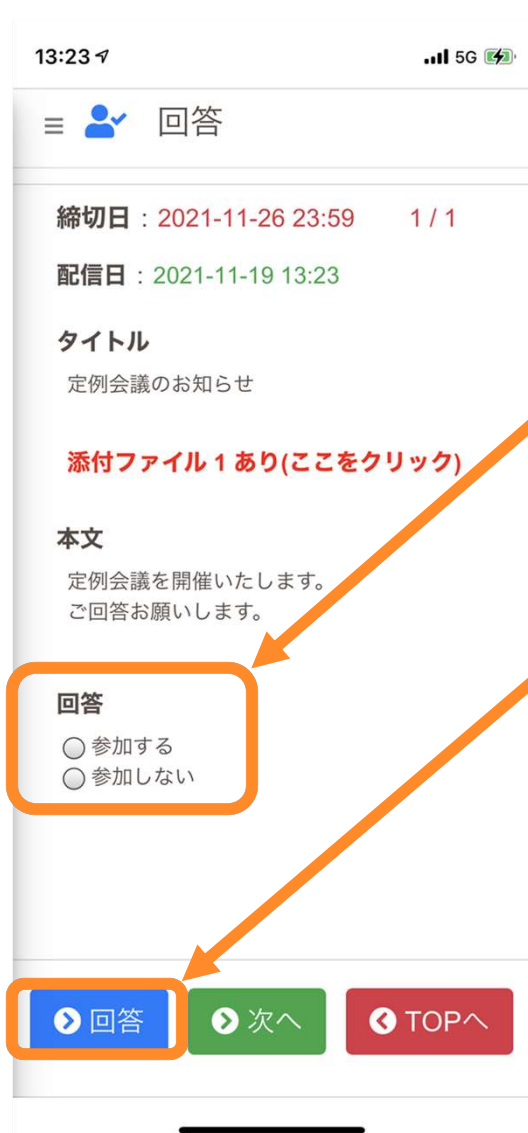 13:23 5G
回答
締切日：2021-11-26 23:59 1 / 1
配信日：2021-11-19 13:23
タイトル
定例会議のお知らせ
添付ファイル 1 あり(ここをクリック)
本文
定例会議を開催いたします。
ご回答お願いします。
回答
参加する
参加しない
回答 次へ TOPへ